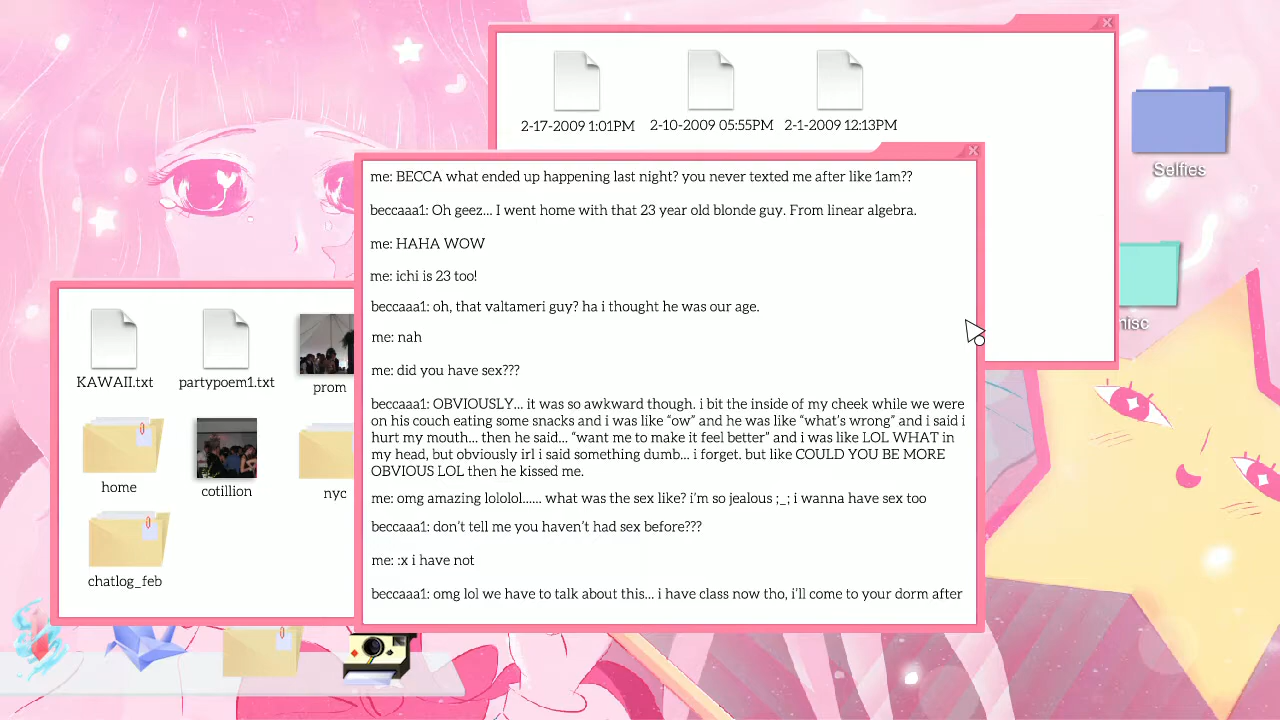 2-17-2009 1:01PM
2-10-2009 05:55PM
2-1-2009 12:13PM
Selfies
me: BECCA what ended up happening last night? you never texted me after like 1am??
beccaaa1: Oh geez... I went home with that 23 year old blonde guy. From linear algebra.
me: HAHA WOW
me: ichi is 23 too!
beccaaa1: oh, that valtameri guy? ha i thought he was our age.
me: nah
me: did you have sex???
beccaaa1: OBVIOUSLY... it was so awkward though. i bit the inside of my cheek while we were
on his couch eating some snacks and i was like “ow” and he was like “what’s wrong” and i said i
hurt my mouth... then he said... “want me to make it feel better” and i was like LOL WHAT in
my head, but obviously irl i said something dumb... i forget. but like COULD YOU BE MORE
OBVIOUS LOL then he kissed me.
me: omg amazing lololol...... what was the sex like? i’m so jealous ;_; i wanna have sex too
beccaaa1: don’t tell me you haven’t had sex before???
me: :x i have not
beccaaa1: omg lol we have to talk about this... i have class now tho, i’ll come to your dorm after
KAWAII.txt
partypoem1.txt
prom
home
cotillion
nyc
chatlog_feb